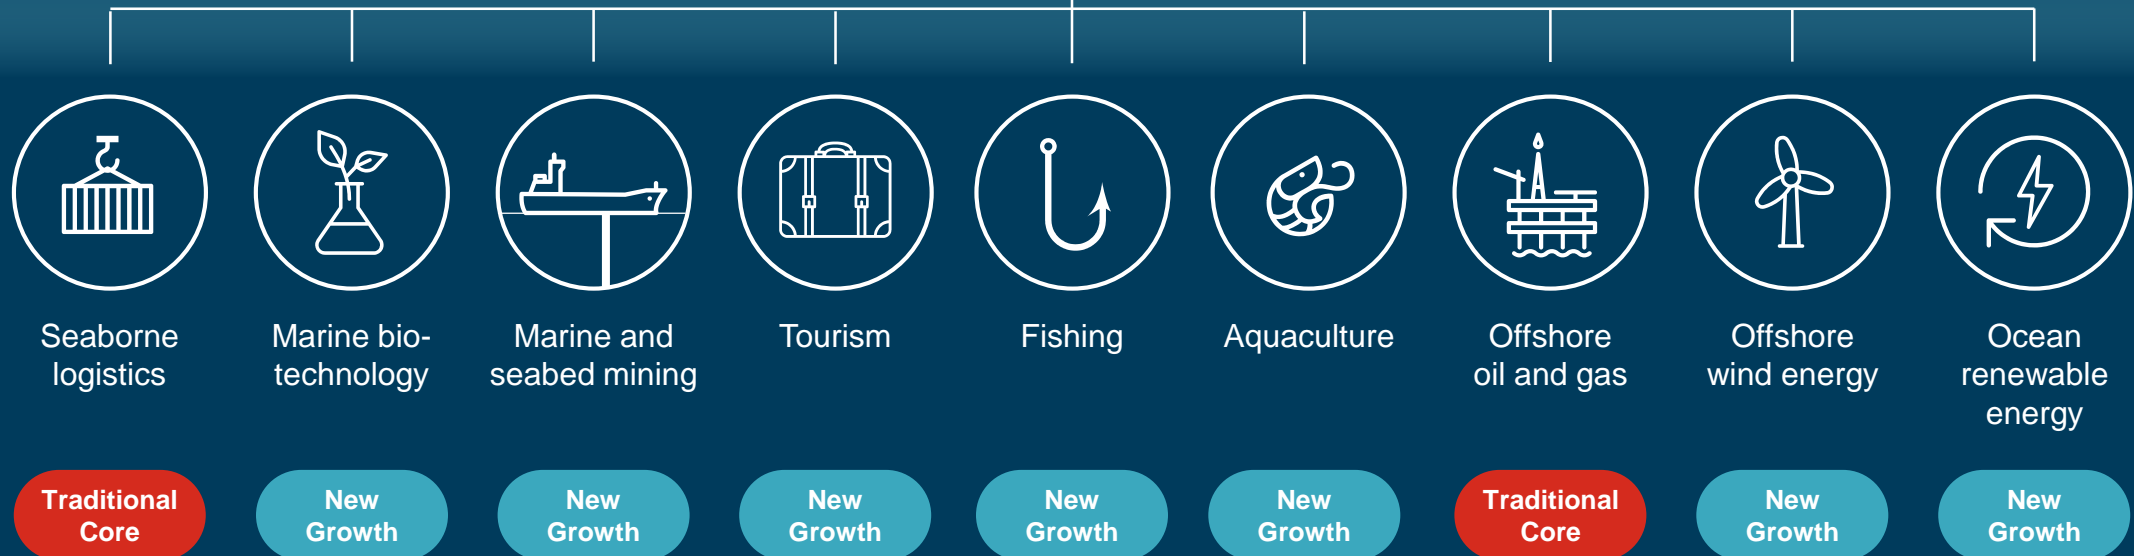 Seaborne
logistics
Marine bio-
technology
Marine and
seabed mining
Tourism
Fishing
Aquaculture
Offshore
oil and gas
Offshore
wind energy
Ocean
renewable
energy
Traditional
Core
New
Growth
New
Growth
New
Growth
New
Growth
New
Growth
Traditional
Core
New
Growth
New
Growth